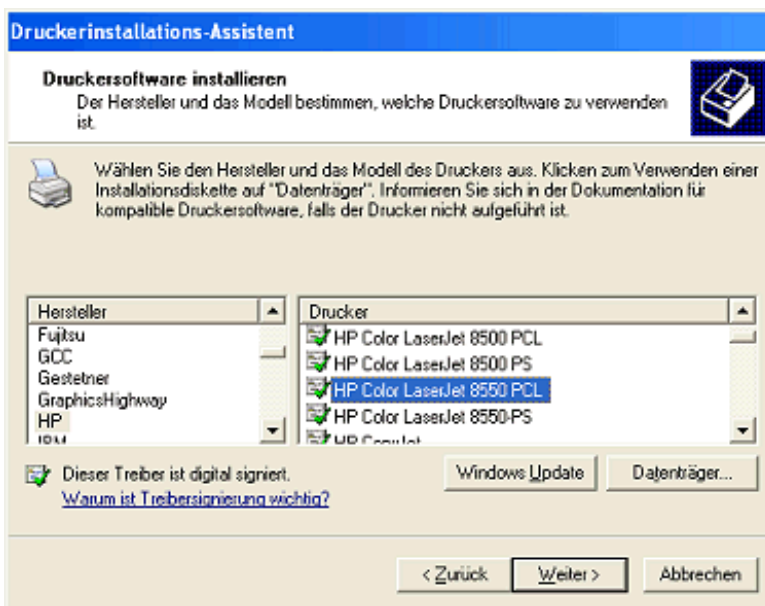 Druckerinstallations-Assistent
Druckersoftware installieren
Der Hersteller und das Modell bestimmen, welche Druckersoftware zu verwenden
ist.
Wählen Sie den Hersteller und das Modell des Druckers aus. Klicken zum Verwenden einer
Installationsdiskette auf "Datenträger". Informieren Sie sich in der Dokumentation für
kompatible Druckersoftware, falls der Drucker nicht aufgeführt ist.
Hersteller
Fujitsu
GCC
Gestetner
GraphicsHighway
HP
IBM
Drucker
HP Color LaserJet 8500 PCL
HP Color LaserJet 8500 PS
HP Color LaserJet 8550 PCL
HP Color LaserJet 8550-PS
HP CopyJet
Dieser Treiber ist digital signiert.
Warum ist Treibersignierung wichtig?
Windows Update
Datenträger...
< Zurück
Weiter >
Abbrechen